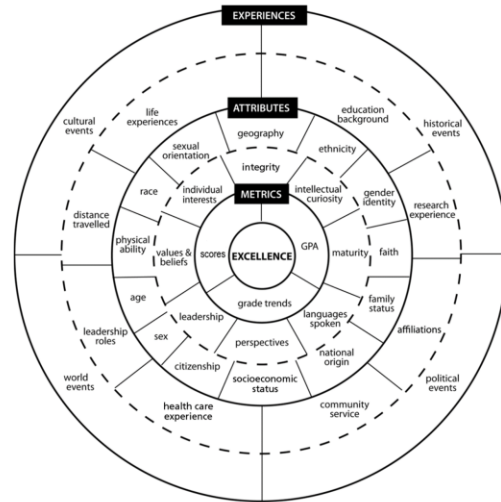 EXPERIENCES
cultural
events
life
experiences
education
background
historical
events
distance
travelled
research
experience
leadership
roles
affiliations
world
events
political
events
health care
experience
community
service
ATTRIBUTES
sexual
orientation
geography
ethnicity
race
gender
identity
physical
ability
faith
age
family
status
sex
national
origin
citizenship
socioeconomic
status
integrity
individual
interests
intellectual
curiosity
values &
beliefs
maturity
leadership
languages
spoken
perspectives
METRICS
scores
GPA
grade trends
EXCELLENCE